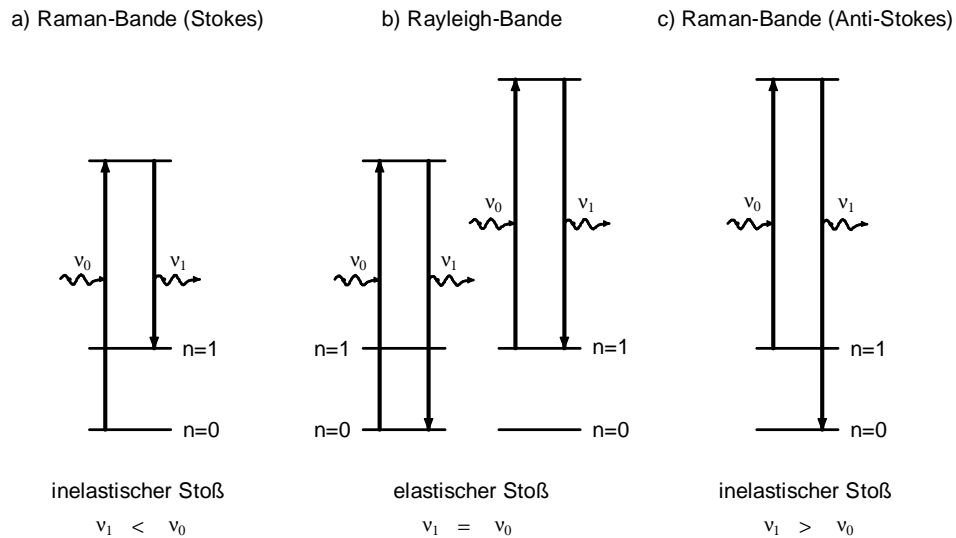 a) Raman-Bande (Stokes)
b) Rayleigh-Bande
c) Raman-Bande (Anti-Stokes)
ν0
ν1
n=1
n=0
ν0
ν1
n=1
n=0
ν0
ν1
n=1
n=0
ν0
ν1
n=1
n=0
inelastischer Stoß
ν1 < ν0
elastischer Stoß
ν1 = ν0
inelastischer Stoß
ν1 > ν0